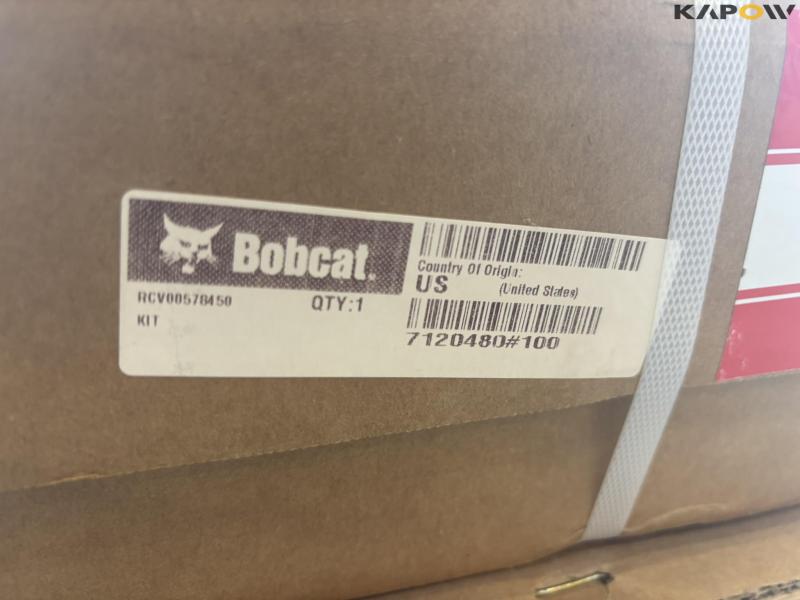 KAPOW
Bobcat.
Country Of Origin:
US (United States)
RCV00578450 QTY:1
KIT
7120480#100